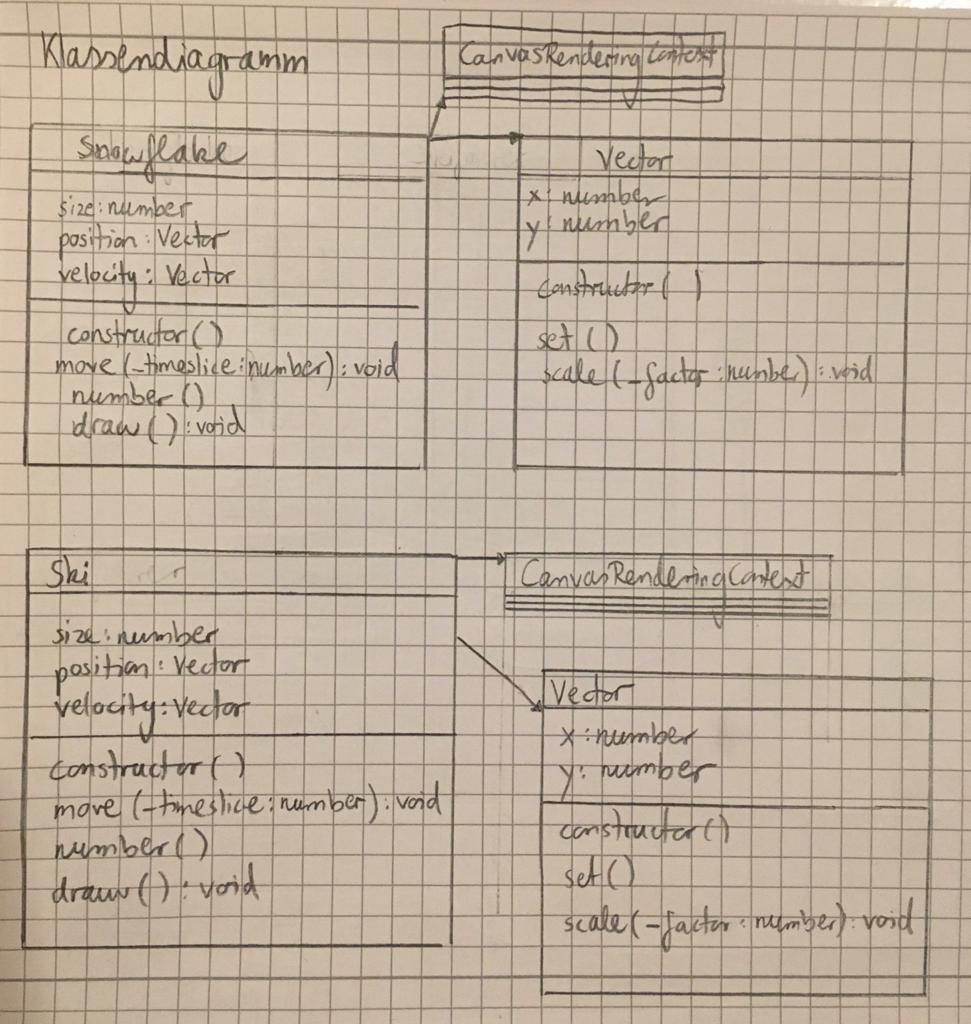 Klassendiagramm
CanvasRenderingContext
Snowflake
size: number
position: Vector
velocity: Vector
constructor()
move (_timeslice: number): void
number()
draw(): void
Vector
x: number
y: number
constructor( )
set()
scale(_factor: number): void
Ski
size: number
position: Vector
velocity: Vector
constructor()
move (_timeslice: number): void
number()
draw(): void
CanvasRenderingContext
Vector
x: number
y: number
constructor()
set()
scale(_factor: number): void